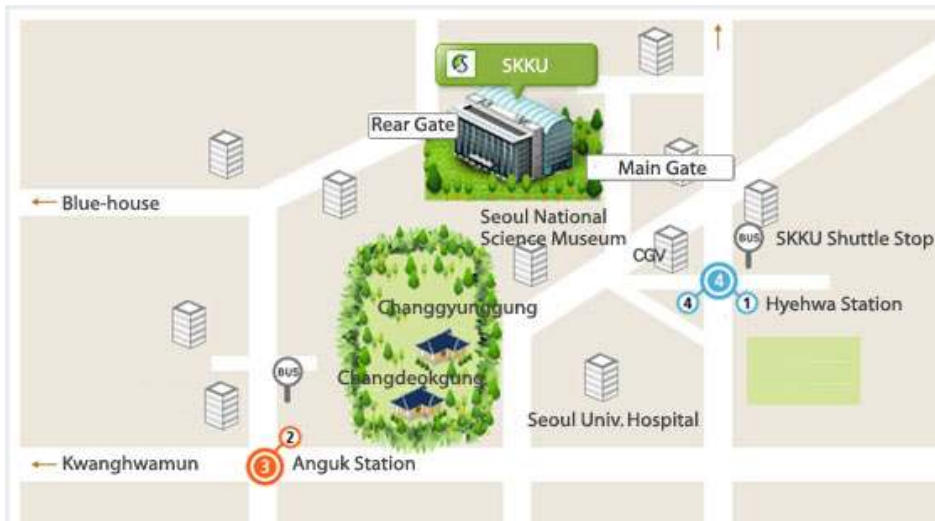 SKKU
Rear Gate
Main Gate
← Blue-house
Seoul National
Science Museum
BUS
SKKU Shuttle Stop
CGV
4
4
1
Hyehwa Station
Changgyunggung
BUS
Changdeokgung
Seoul Univ. Hospital
2
← Kwanghwamun
3
Anguk Station